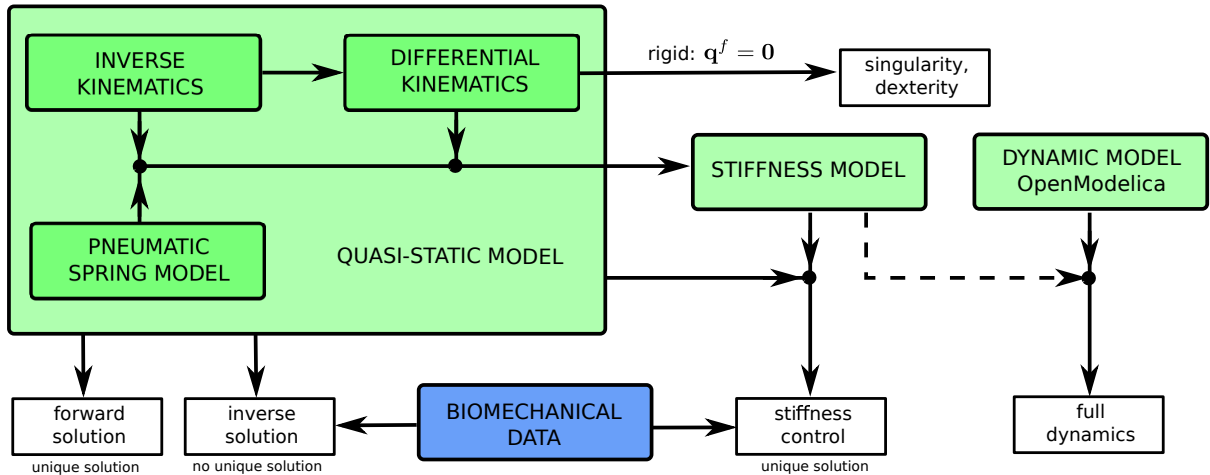 INVERSE
KINEMATICS
DIFFERENTIAL
KINEMATICS
rigid: q^f = 0
singularity,
dexterity
STIFFNESS MODEL
DYNAMIC MODEL
OpenModelica
PNEUMATIC
SPRING MODEL
QUASI-STATIC MODEL
forward
solution
unique solution
inverse
solution
no unique solution
BIOMECHANICAL
DATA
stiffness
control
unique solution
full
dynamics